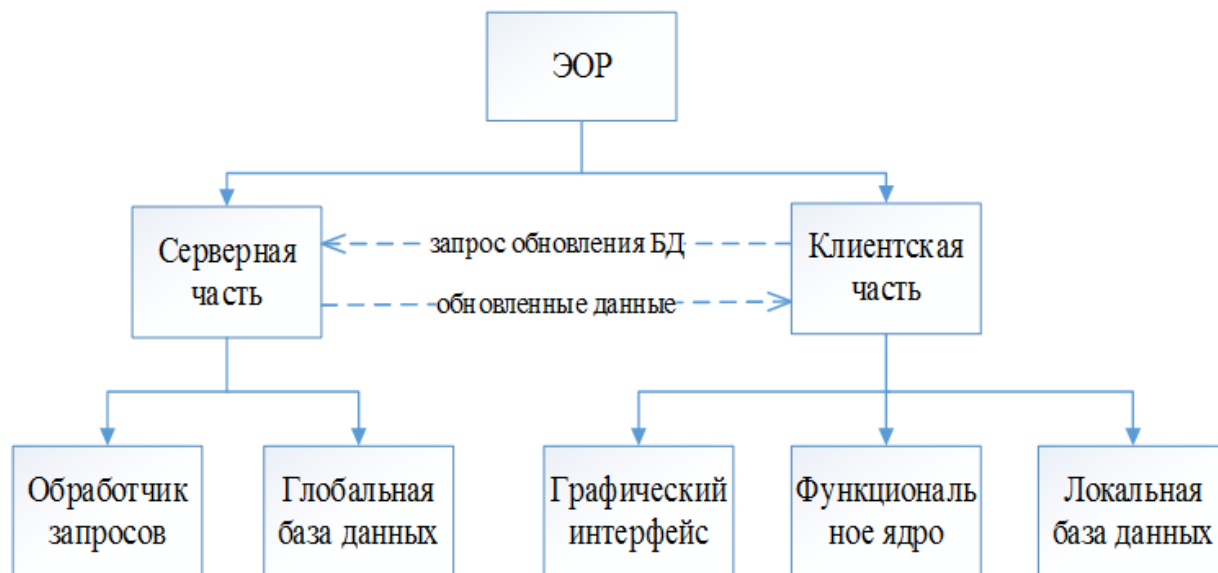 ЭОР
Серверная
часть
запрос обновления БД
обновленные данные
Клиентская
часть
Обработчик
запросов
Глобальная
база данных
Графический
интерфейс
Функциональ
ное ядро
Локальная
база данных